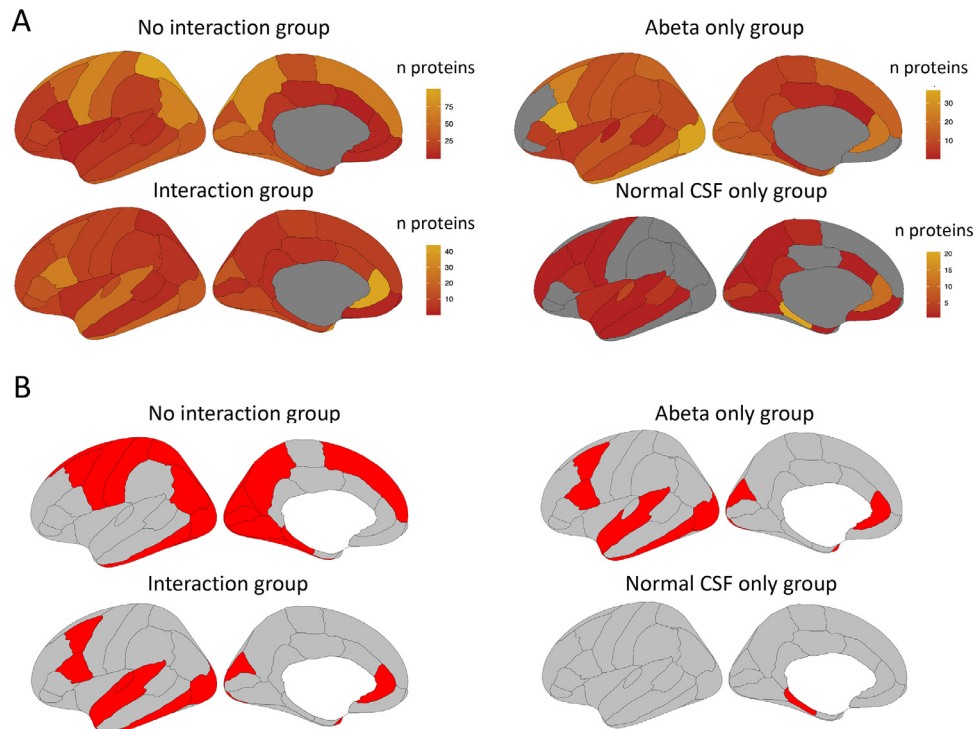 A
No interaction group
n proteins
75
50
25
Abeta only group
n proteins
30
20
10
Interaction group
n proteins
40
30
20
10
Normal CSF only group
n proteins
20
15
10
5
B
No interaction group
Abeta only group
Interaction group
Normal CSF only group